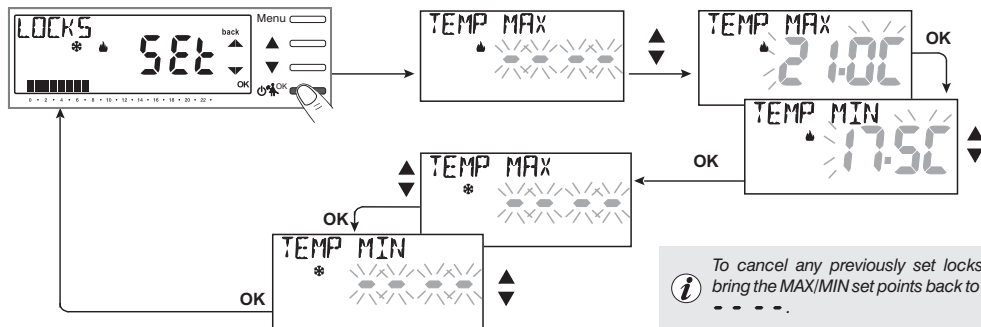 LOCKS
SEt
Menu
back
OK
OK
0 • 2 • 4 • 6 • 8 • 10 • 12 • 14 • 16 • 18 • 20 • 22 •
TEMP MAX
- - - -
TEMP MAX
21.0C
OK
TEMP MIN
17.5C
OK
TEMP MAX
- - - -
OK
TEMP MIN
- - - -
OK
i
To cancel any previously set locks
bring the MAX/MIN set points back to
- - - -.